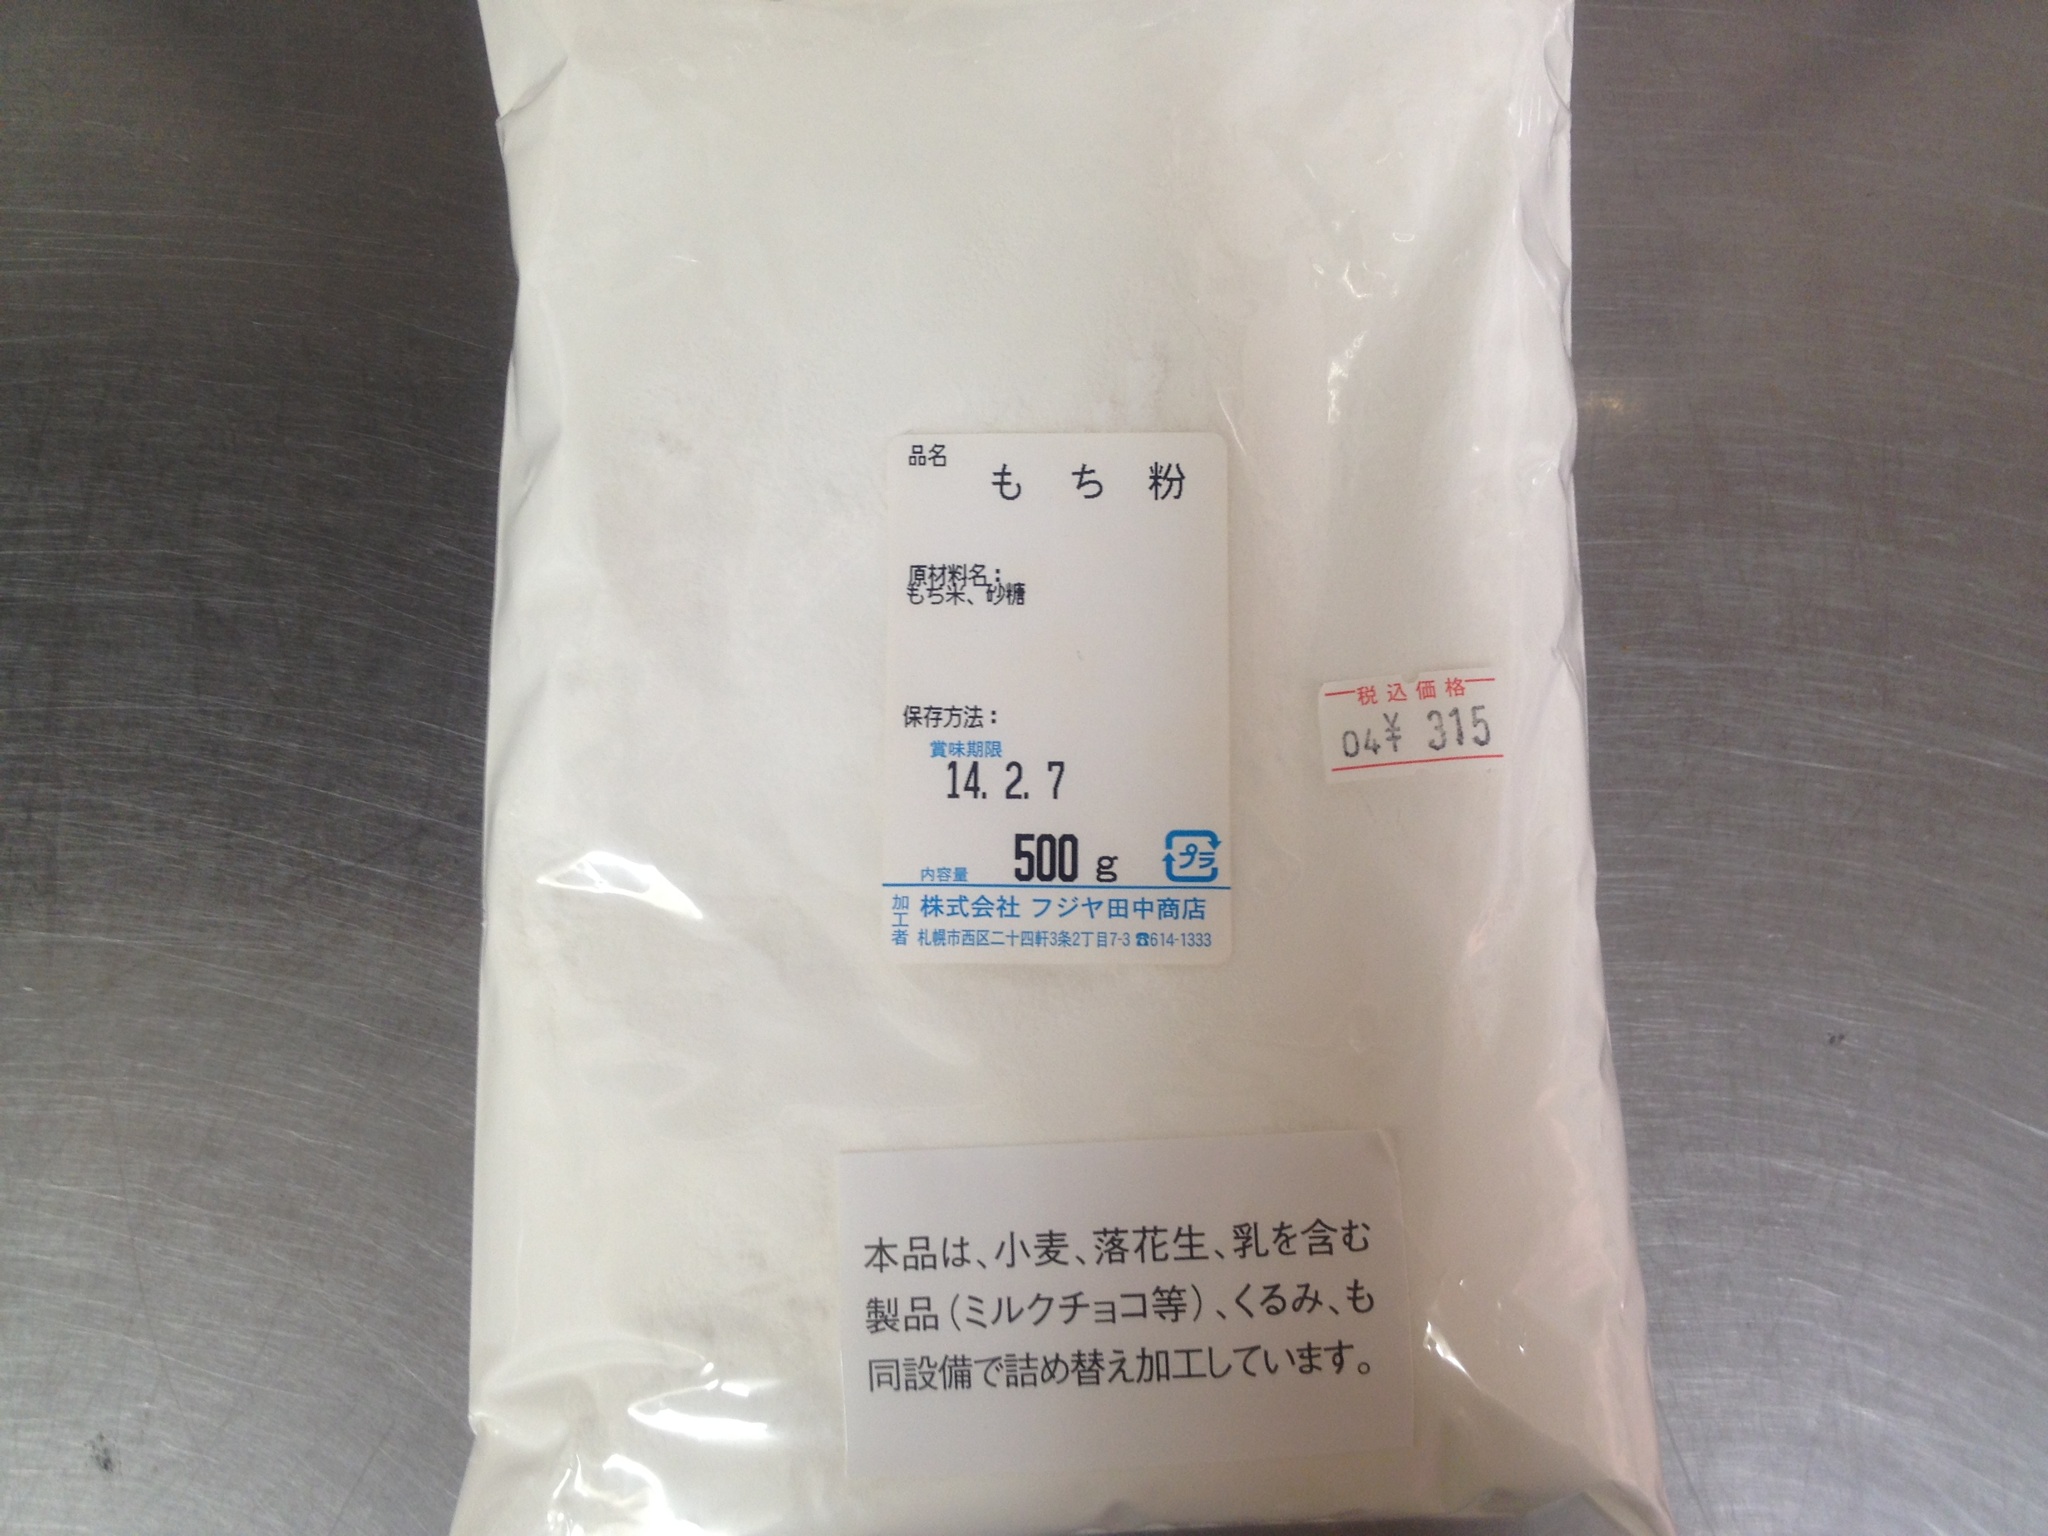 品名
もち粉
原材料名：
もち米、砂糖
保存方法：
賞味期限
14. 2. 7
内容量 500 g プラ
加工者
株式会社 フジヤ田中商店
札幌市西区二十四軒3条2丁目7-3 ☎614-1333
税込価格
04¥ 315
本品は、小麦、落花生、乳を含む
製品（ミルクチョコ等）、くるみ、も
同設備で詰め替え加工しています。